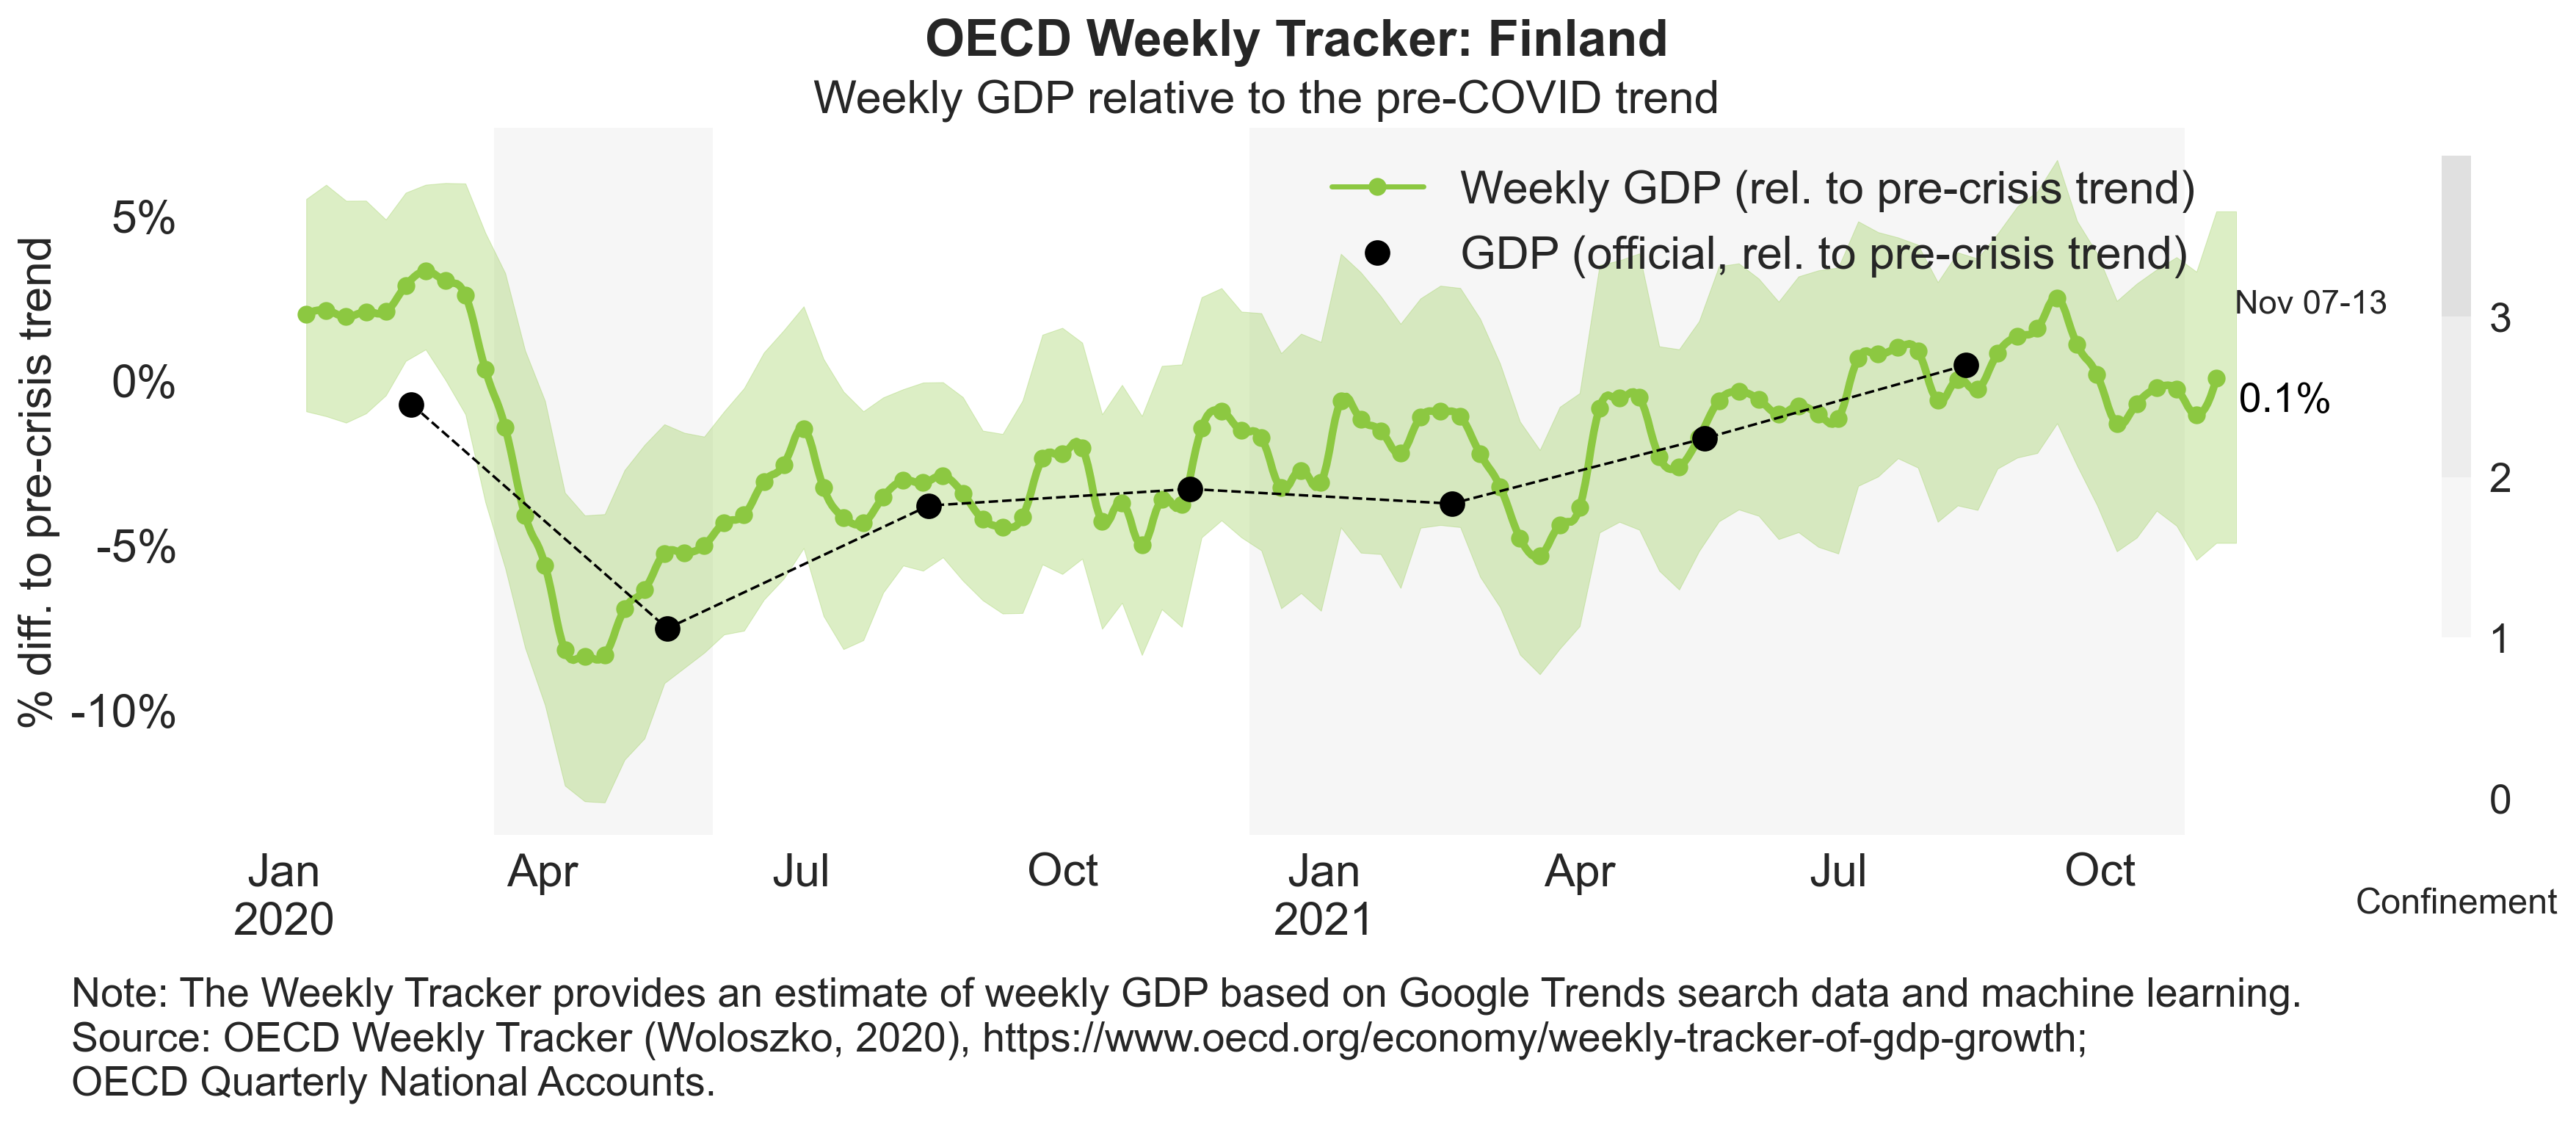 OECD Weekly Tracker: Finland
Weekly GDP relative to the pre-COVID trend
% diff. to pre-crisis trend
5%
0%
-5%
-10%
Weekly GDP (rel. to pre-crisis trend)
GDP (official, rel. to pre-crisis trend)
Nov 07-13
0.1%
3
2
1
0
Confinement
Jan Apr Jul Oct Jan Apr Jul Oct
2020 2021
Note: The Weekly Tracker provides an estimate of weekly GDP based on Google Trends search data and machine learning.
Source: OECD Weekly Tracker (Woloszko, 2020), https://www.oecd.org/economy/weekly-tracker-of-gdp-growth;
OECD Quarterly National Accounts.